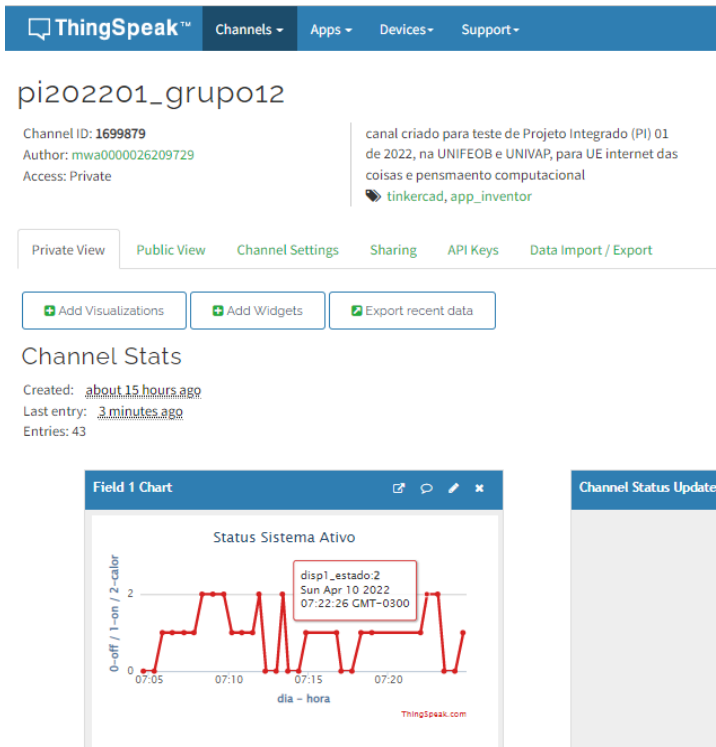 ThingSpeak™ Channels Apps Devices Support
pi202201_grupo12
Channel ID: 1699879
Author: mwa0000026209729
Access: Private
canal criado para teste de Projeto Integrado (PI) 01
de 2022, na UNIFEOB e UNIVAP, para UE internet das
coisas e pensmaento computacional
tinkercad, app_inventor
Private View Public View Channel Settings Sharing API Keys Data Import / Export
Add Visualizations Add Widgets Export recent data
Channel Stats
Created: about 15 hours ago
Last entry: 3 minutes ago
Entries: 43
Field 1 Chart
Status Sistema Ativo
disp1_estado:2
Sun Apr 10 2022
07:22:26 GMT-0300
0-off / 1-on / 2-calor
2
0
07:05 07:10 07:15 07:20
dia - hora
ThingSpeak.com
Channel Status Update